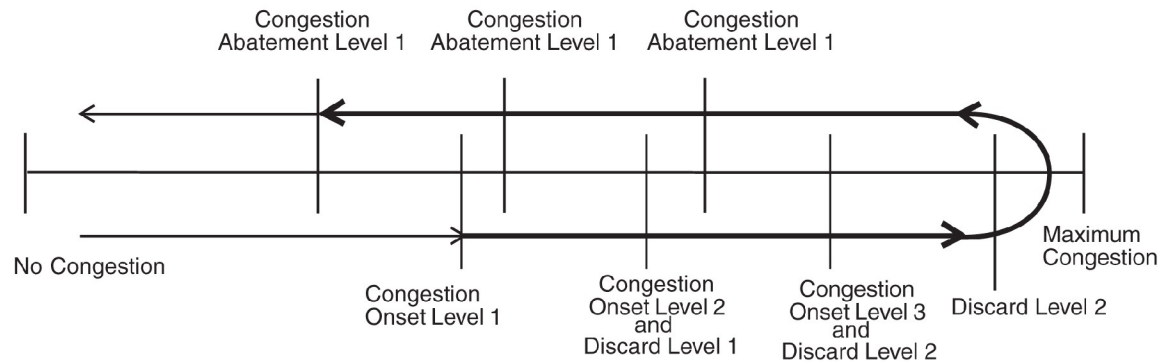 Congestion
Abatement Level 1
Congestion
Abatement Level 1
Congestion
Abatement Level 1
No Congestion
Maximum
Congestion
Congestion
Onset Level 1
Congestion
Onset Level 2
and
Discard Level 1
Congestion
Onset Level 3
and
Discard Level 2
Discard Level 2